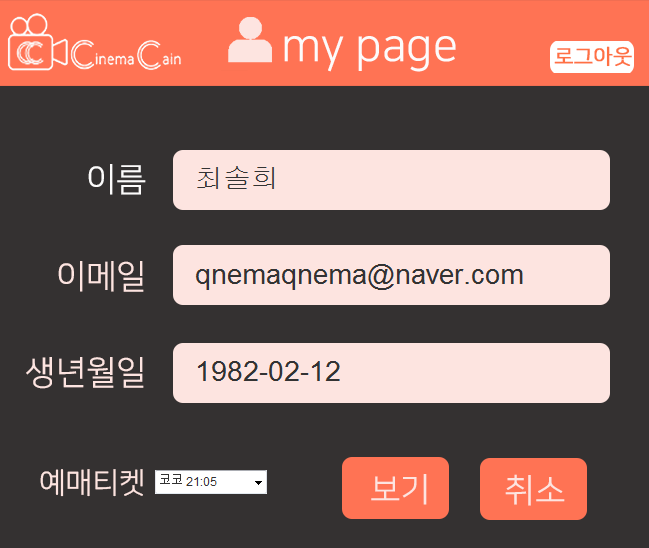 Cinema Cain
my page
로그아웃
이름 최솔희
이메일 qnemaqnema@naver.com
생년월일 1982-02-12
예매티켓 코코 21:05 보기 취소